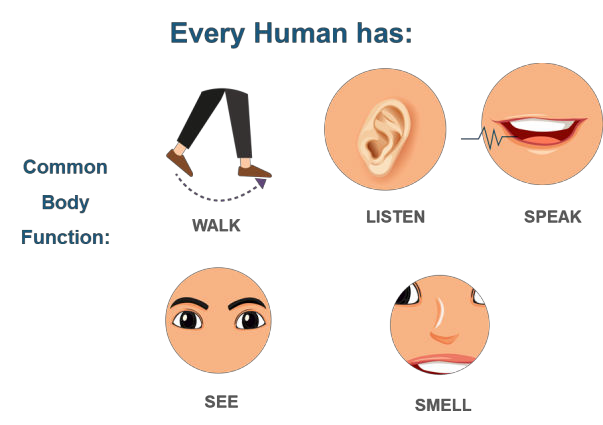 Every Human has:
Common
Body
Function:
WALK
LISTEN
SPEAK
SEE
SMELL